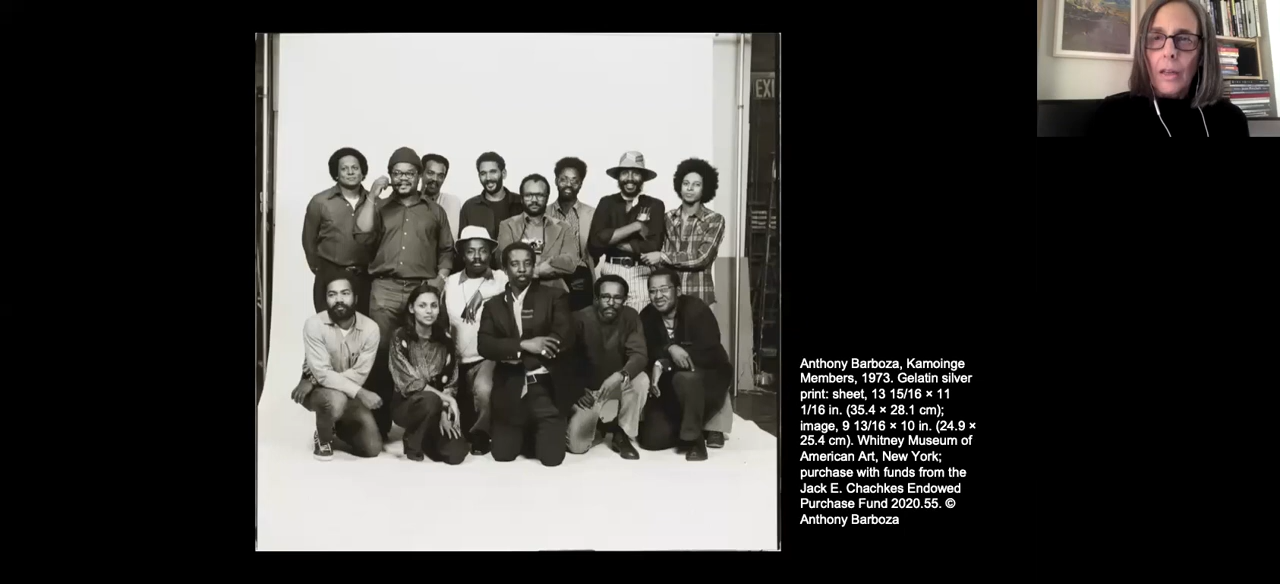 EXI
Anthony Barboza, Kamoinge
Members, 1973. Gelatin silver
print: sheet, 13 15/16 × 11
1/16 in. (35.4 × 28.1 cm);
image, 9 13/16 × 10 in. (24.9 ×
25.4 cm). Whitney Museum of
American Art, New York;
purchase with funds from the
Jack E. Chachkes Endowed
Purchase Fund 2020.55. ©
Anthony Barboza